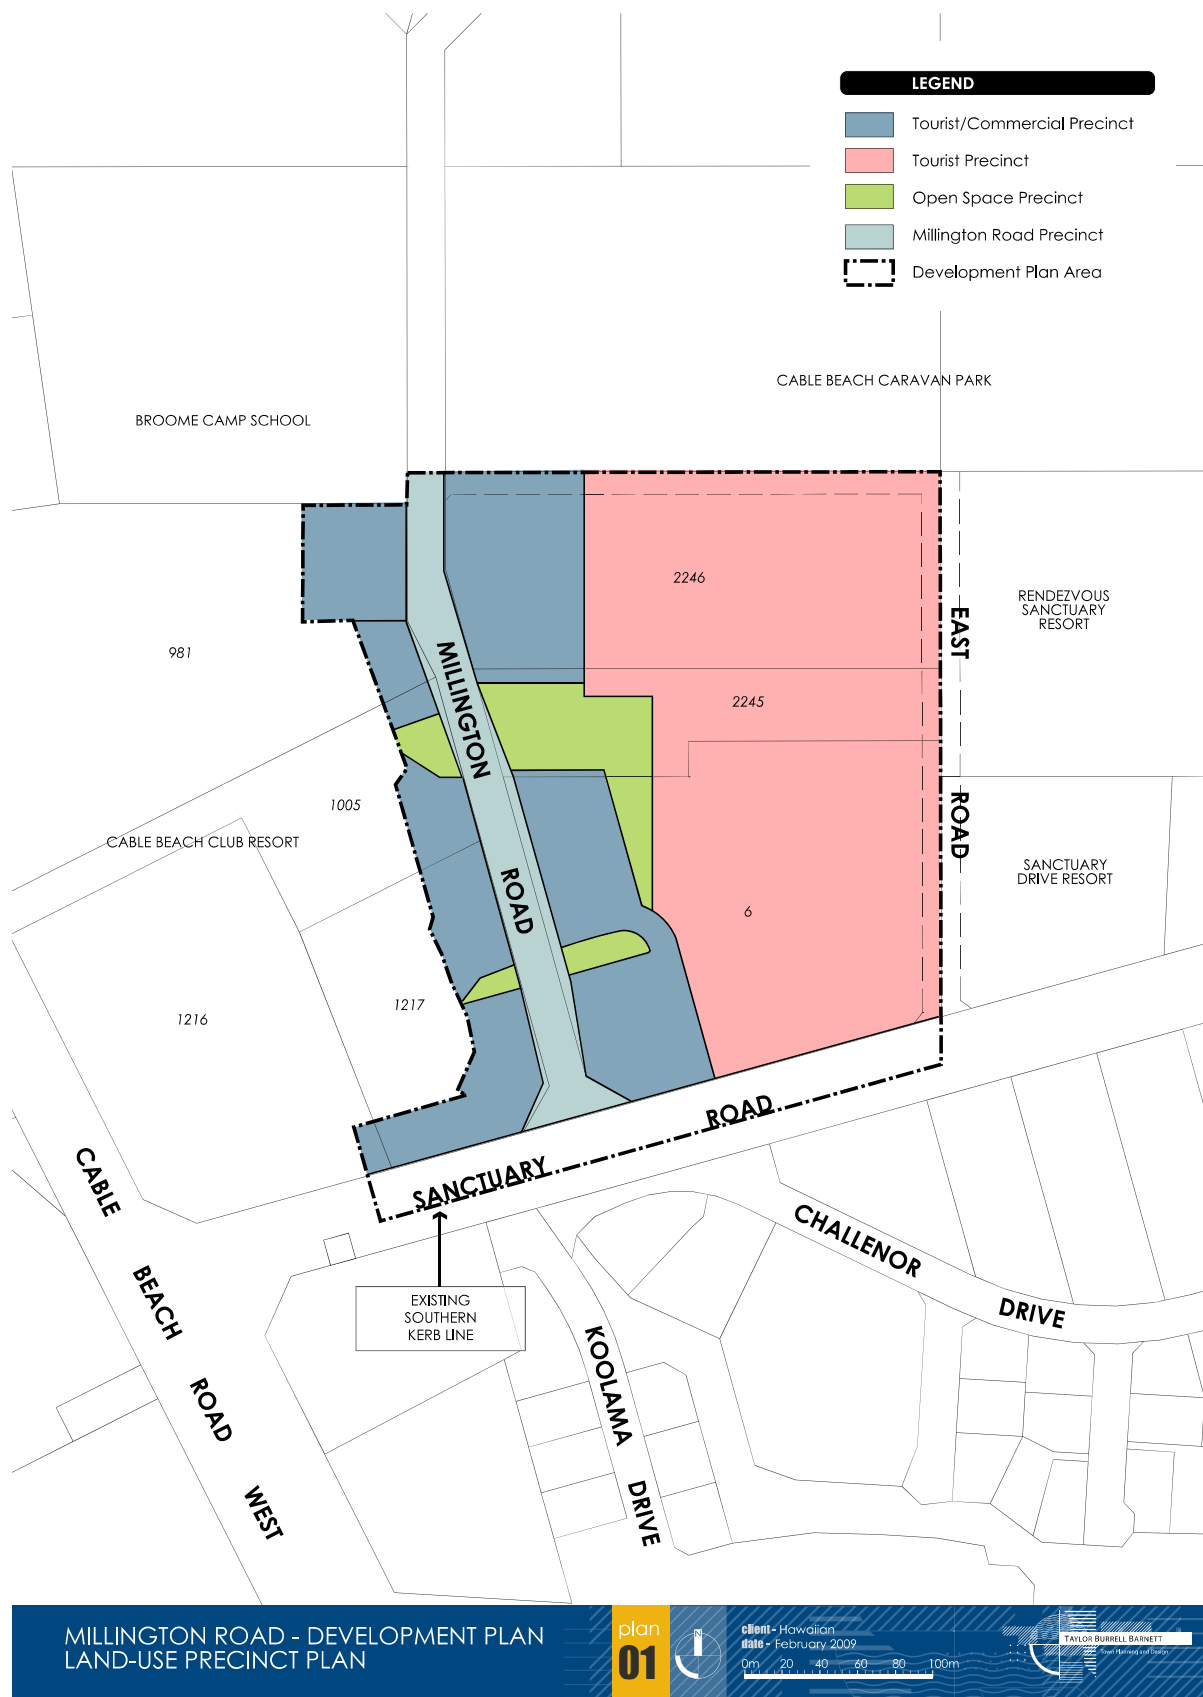 LEGEND
Tourist/Commercial Precinct
Tourist Precinct
Open Space Precinct
Millington Road Precinct
Development Plan Area
CABLE BEACH CARAVAN PARK
BROOME CAMP SCHOOL
2246
RENDEZVOUS
SANCTUARY
RESORT
EAST
ROAD
981
MILLINGTON
ROAD
2245
1005
CABLE BEACH CLUB RESORT
SANCTUARY
DRIVE RESORT
6
1217
1216
SANCTUARY
ROAD
CABLE
BEACH
ROAD
WEST
CHALLENOR
DRIVE
EXISTING
SOUTHERN
KERB LINE
KOOLAMA
DRIVE
MILLINGTON ROAD - DEVELOPMENT PLAN
LAND-USE PRECINCT PLAN
plan
01
N
client - Hawaiian
date - February 2009
0m 20 40 60 80 100m
TAYLOR BURRELL BARNETT
Town Planning and Design